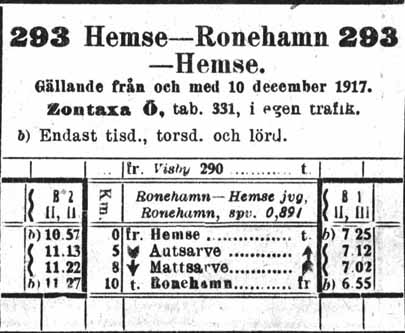 293 Hemse—Ronehamn 293
—Hemse.
Gällande från och med 10 december 1917.
Zontaxa Ö, tab. 331, i egen trafik.
b) Endast tisd., torsd. och lörd.
fr. Visby 290 ............ t.
B 2 Km. Ronehamn—Hemse jvg, B 1
II, Ronehamn, spv. 0,891 II, III
b) 10.57 0 fr. Hemse ............ t. b) 7 25
11.13 5 Autsarve ............ 7.12
11.22 8 Mattsarve ............ 7.02
b) 11 27 10 t. Ronehamn ............ fr b) 6.55